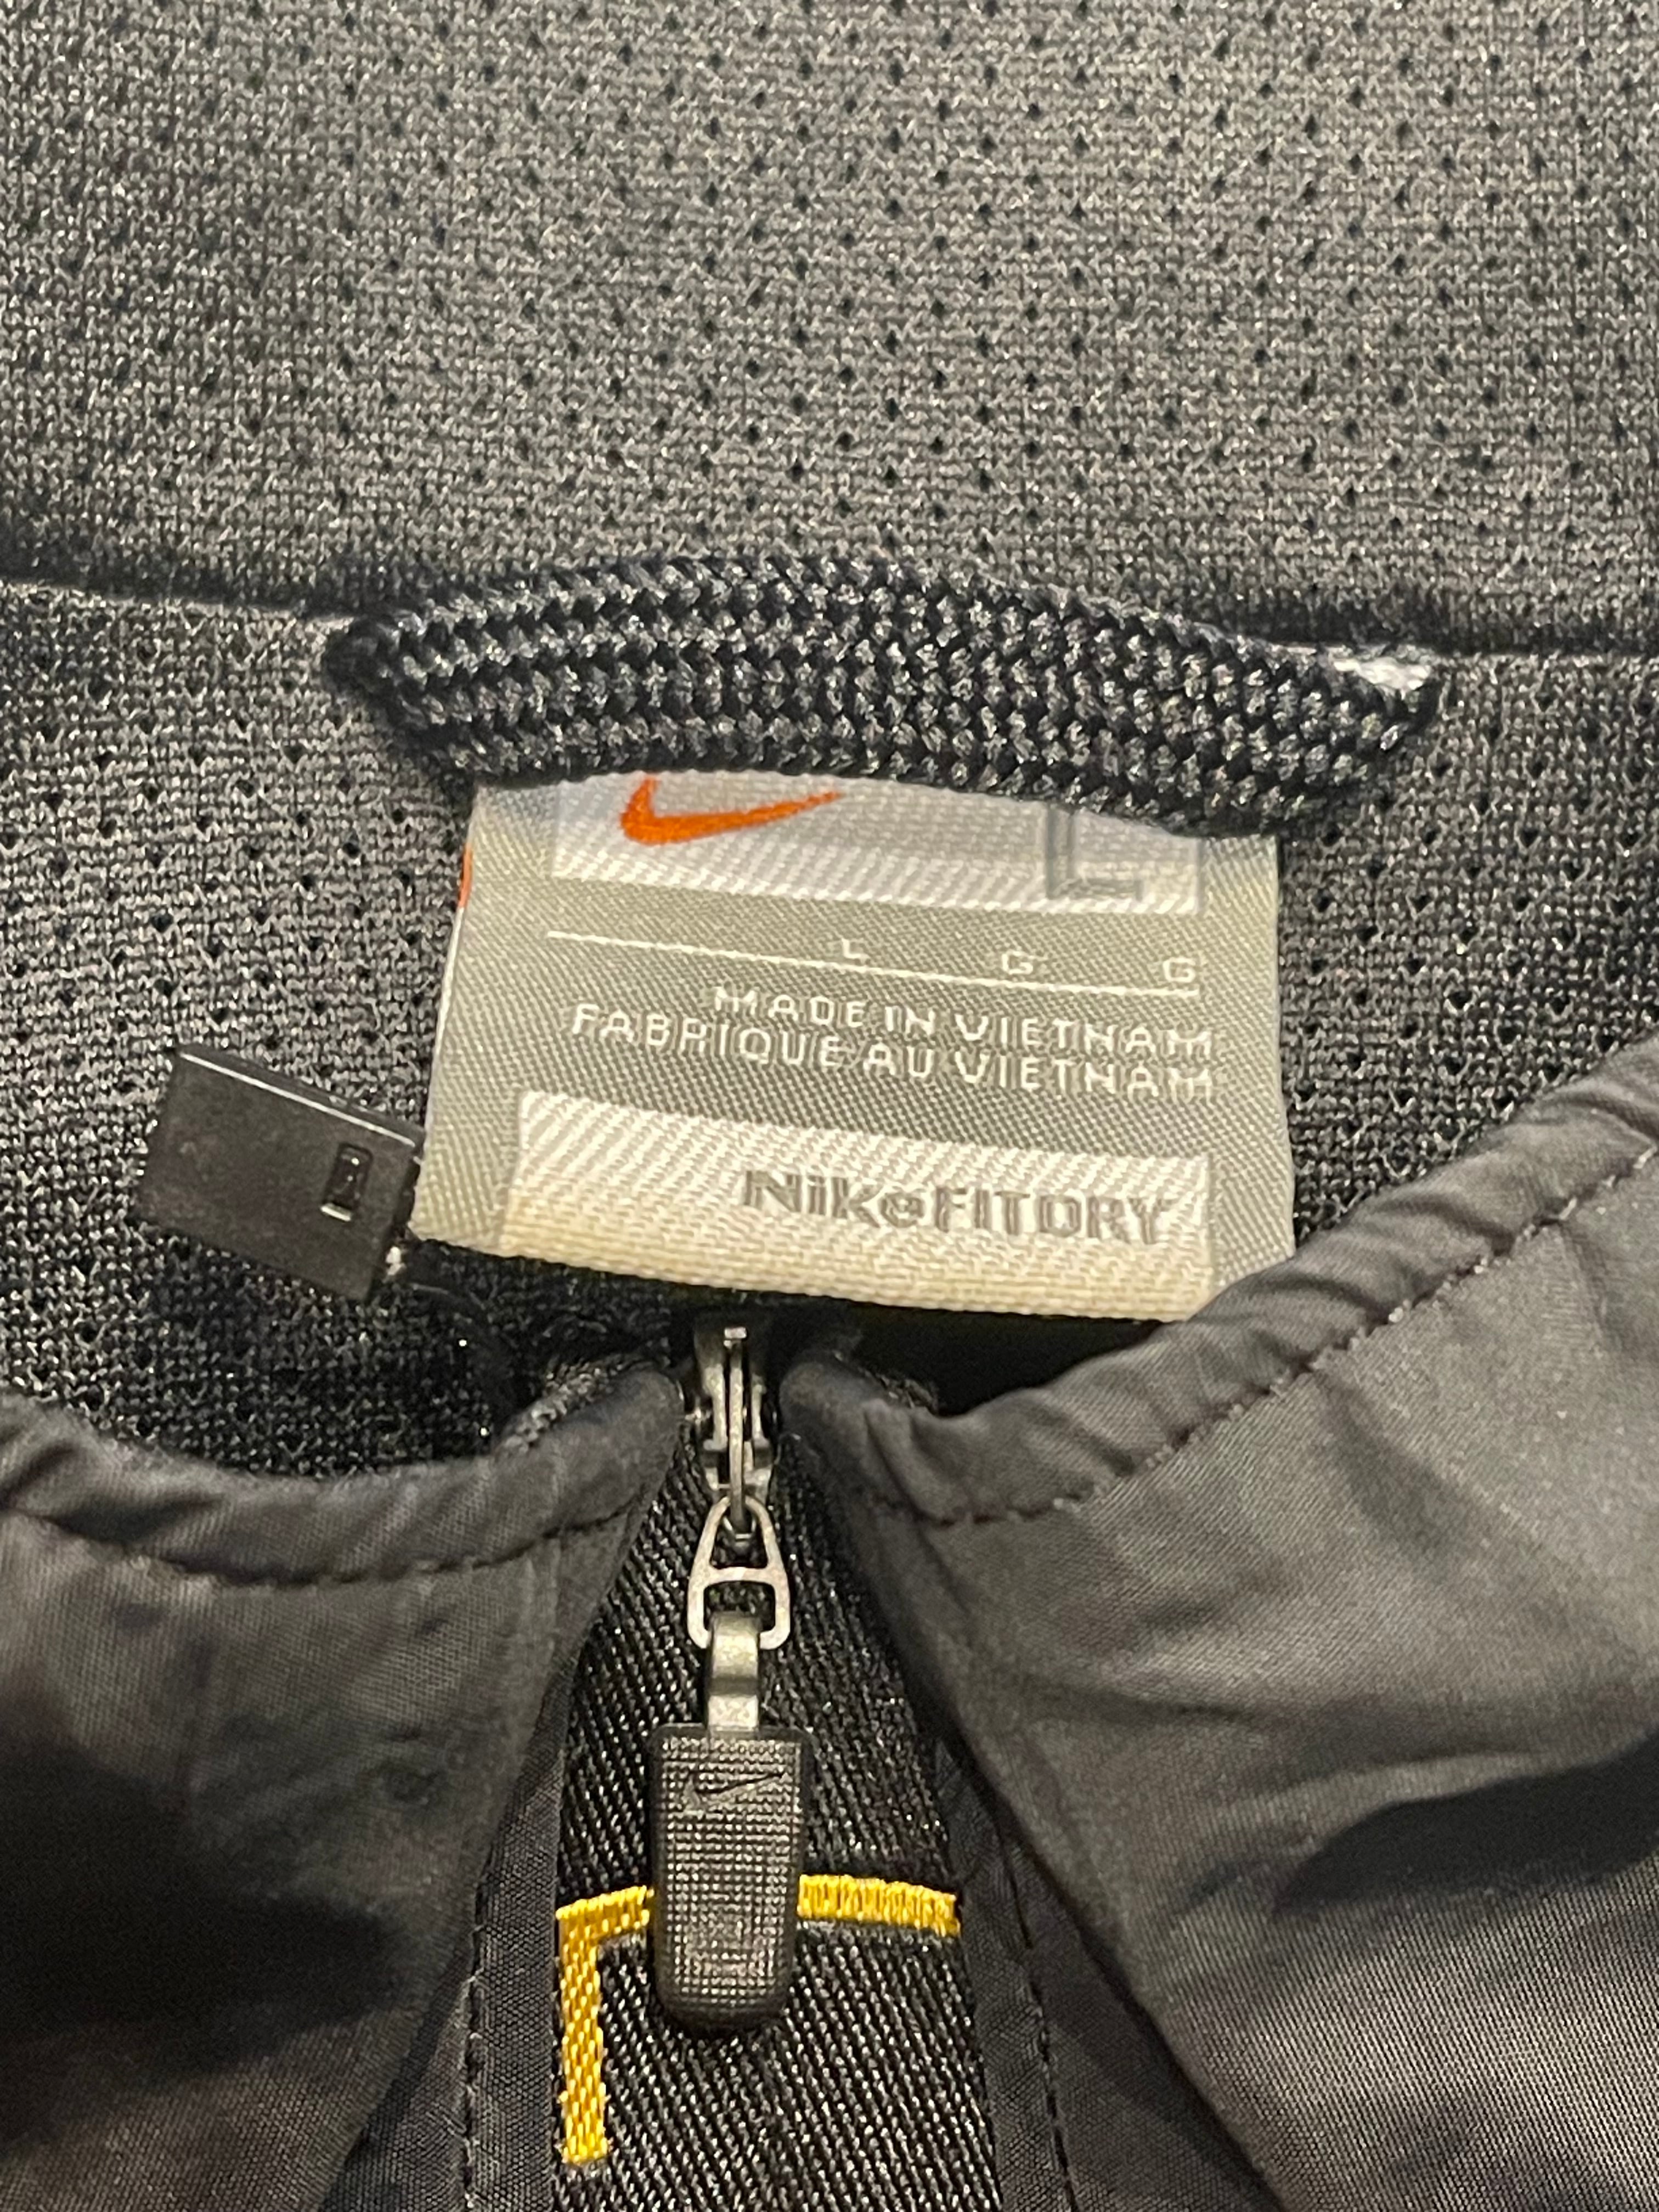 L
L G G
MADE IN VIETNAM
FABRIQUE AU VIETNAM
NikeFITDRY